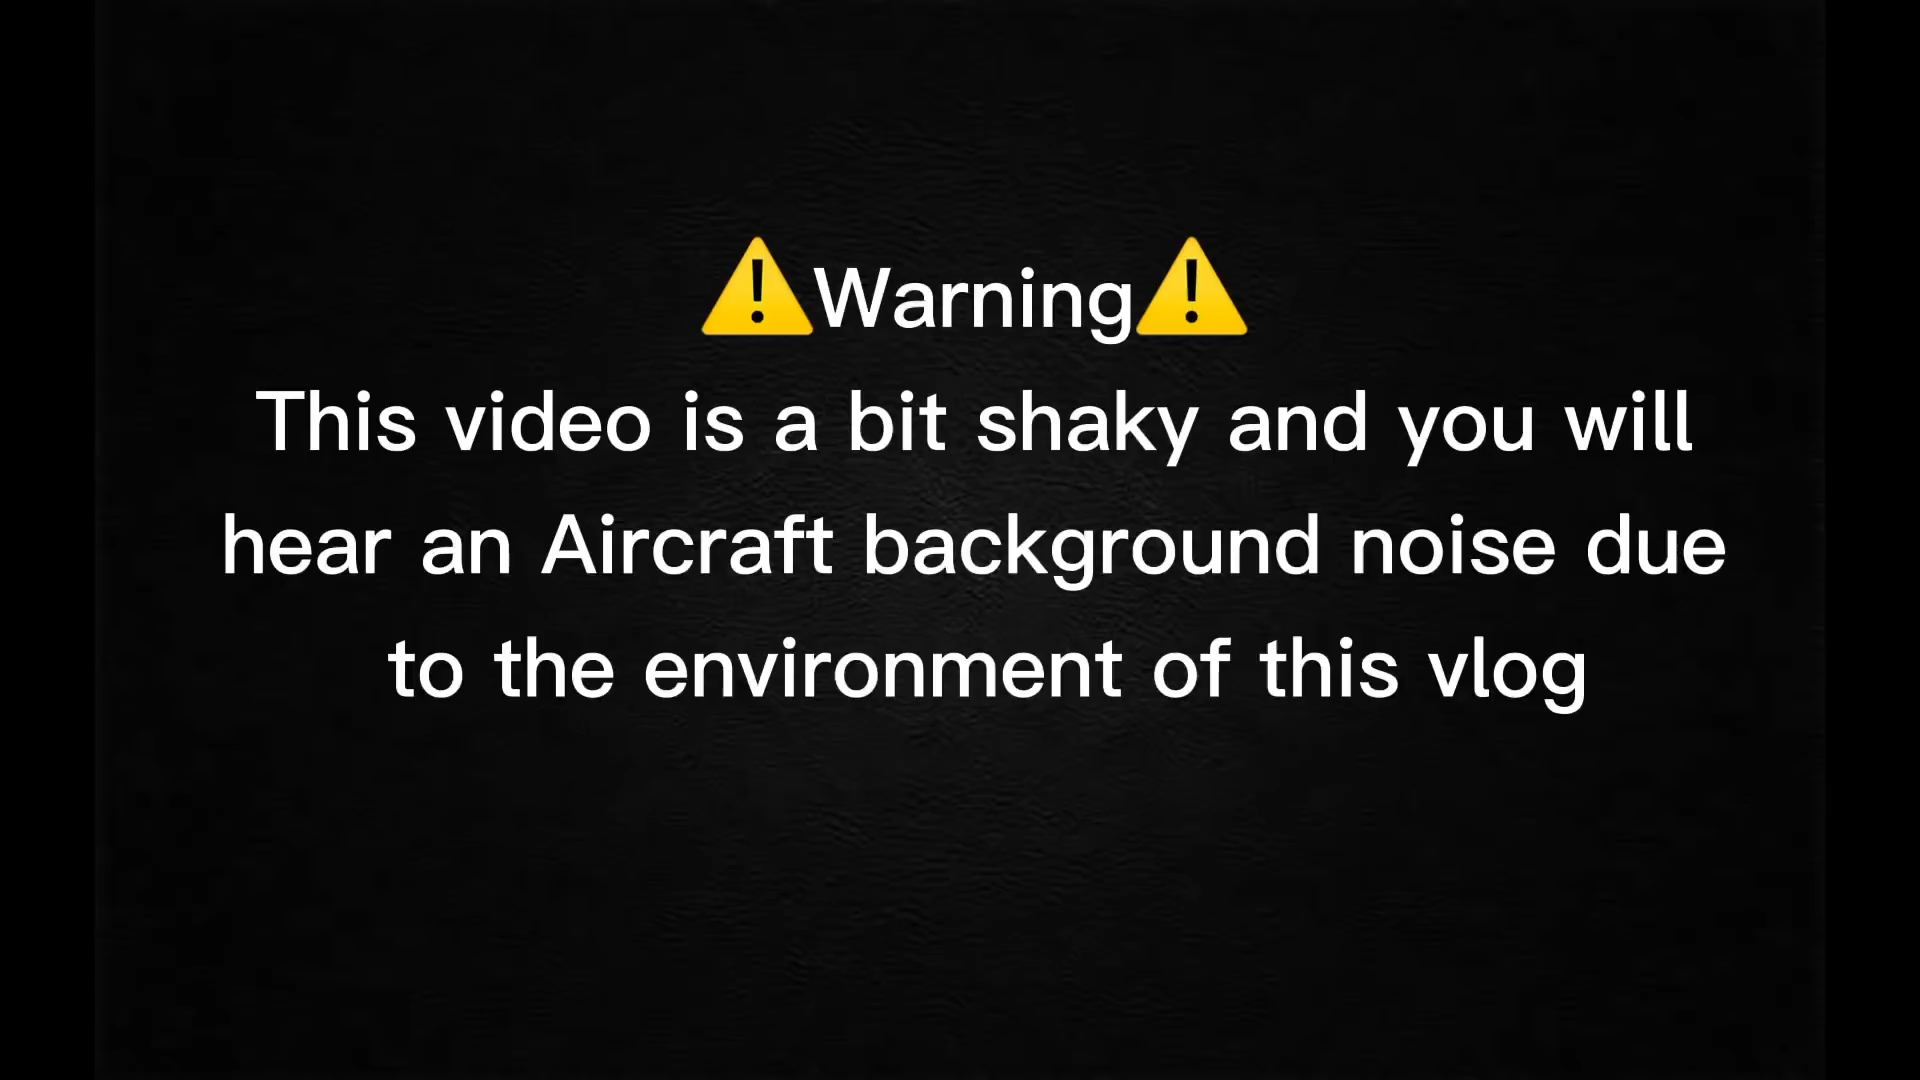 ⚠️Warning⚠️
This video is a bit shaky and you will
hear an Aircraft background noise due
to the environment of this vlog